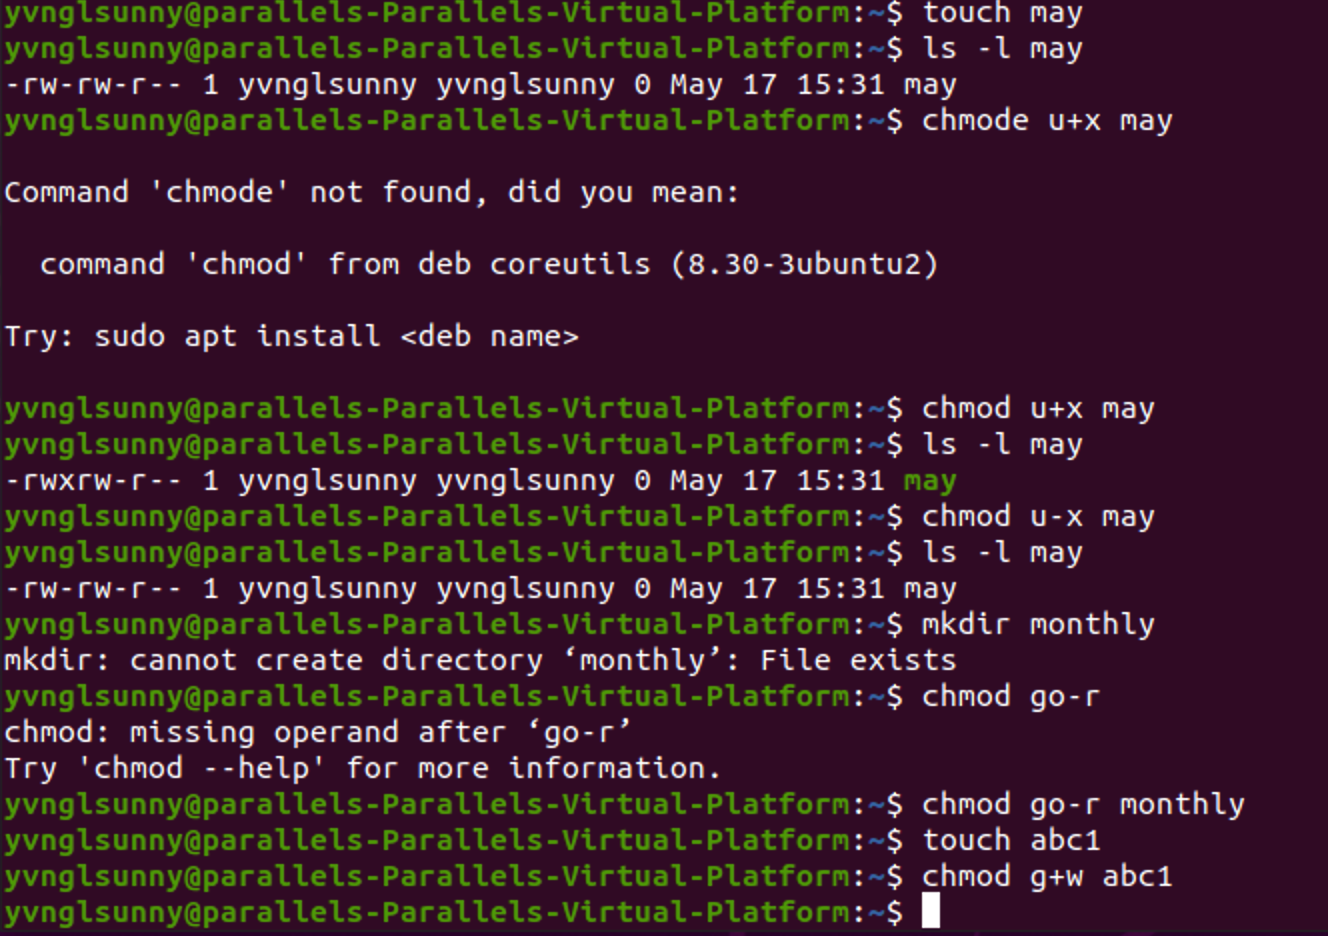 yvnglsunny@parallels-Parallels-Virtual-Platform:~$ touch may
yvnglsunny@parallels-Parallels-Virtual-Platform:~$ ls -l may
-rw-rw-r-- 1 yvnglsunny yvnglsunny 0 May 17 15:31 may
yvnglsunny@parallels-Parallels-Virtual-Platform:~$ chmode u+x may
Command 'chmode' not found, did you mean:
  command 'chmod' from deb coreutils (8.30-3ubuntu2)
Try: sudo apt install <deb name>
yvnglsunny@parallels-Parallels-Virtual-Platform:~$ chmod u+x may
yvnglsunny@parallels-Parallels-Virtual-Platform:~$ ls -l may
-rwxrw-r-- 1 yvnglsunny yvnglsunny 0 May 17 15:31 may
yvnglsunny@parallels-Parallels-Virtual-Platform:~$ chmod u-x may
yvnglsunny@parallels-Parallels-Virtual-Platform:~$ ls -l may
-rw-rw-r-- 1 yvnglsunny yvnglsunny 0 May 17 15:31 may
yvnglsunny@parallels-Parallels-Virtual-Platform:~$ mkdir monthly
mkdir: cannot create directory ‘monthly’: File exists
yvnglsunny@parallels-Parallels-Virtual-Platform:~$ chmod go-r
chmod: missing operand after ‘go-r’
Try 'chmod --help' for more information.
yvnglsunny@parallels-Parallels-Virtual-Platform:~$ chmod go-r monthly
yvnglsunny@parallels-Parallels-Virtual-Platform:~$ touch abc1
yvnglsunny@parallels-Parallels-Virtual-Platform:~$ chmod g+w abc1
yvnglsunny@parallels-Parallels-Virtual-Platform:~$